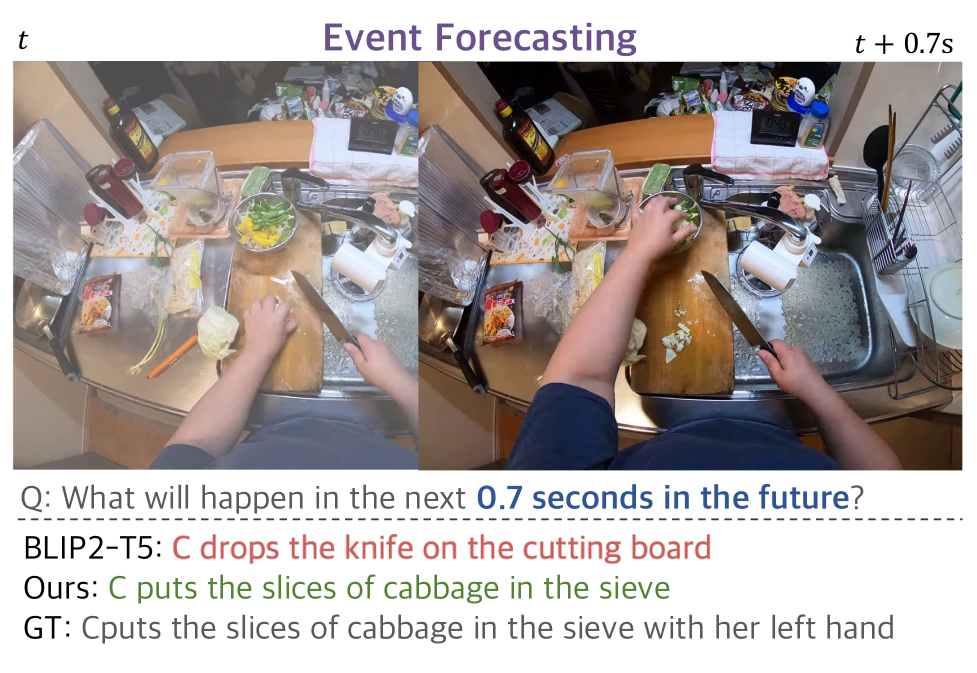 t
Event Forecasting
t + 0.7s
Q: What will happen in the next 0.7 seconds in the future?
BLIP2-T5: C drops the knife on the cutting board
Ours: C puts the slices of cabbage in the sieve
GT: Cputs the slices of cabbage in the sieve with her left hand